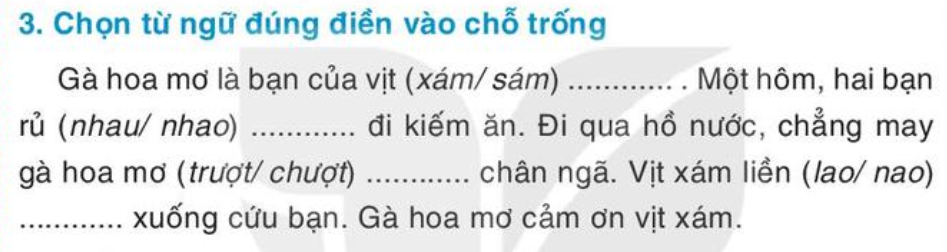 3. Chọn từ ngữ đúng điền vào chỗ trống
Gà hoa mơ là bạn của vịt (xám/ sám) ............ . Một hôm, hai bạn
rủ (nhau/ nhao) ............ đi kiếm ăn. Đi qua hồ nước, chẳng may
gà hoa mơ (trượt/ chượt) ............ chân ngã. Vịt xám liền (lao/ nao)
............ xuống cứu bạn. Gà hoa mơ cảm ơn vịt xám.